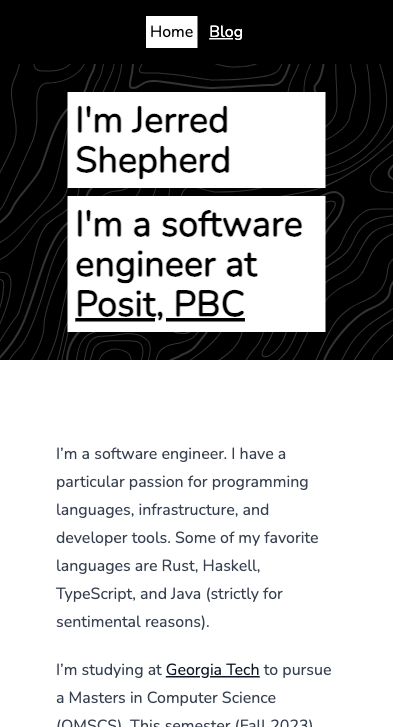 Home Blog
I'm Jerred
Shepherd
I'm a software
engineer at
Posit, PBC
I'm a software engineer. I have a
particular passion for programming
languages, infrastructure, and
developer tools. Some of my favorite
languages are Rust, Haskell,
TypeScript, and Java (strictly for
sentimental reasons).
I'm studying at Georgia Tech to pursue
a Masters in Computer Science
(OMSCS). This semester (Fall 2023)